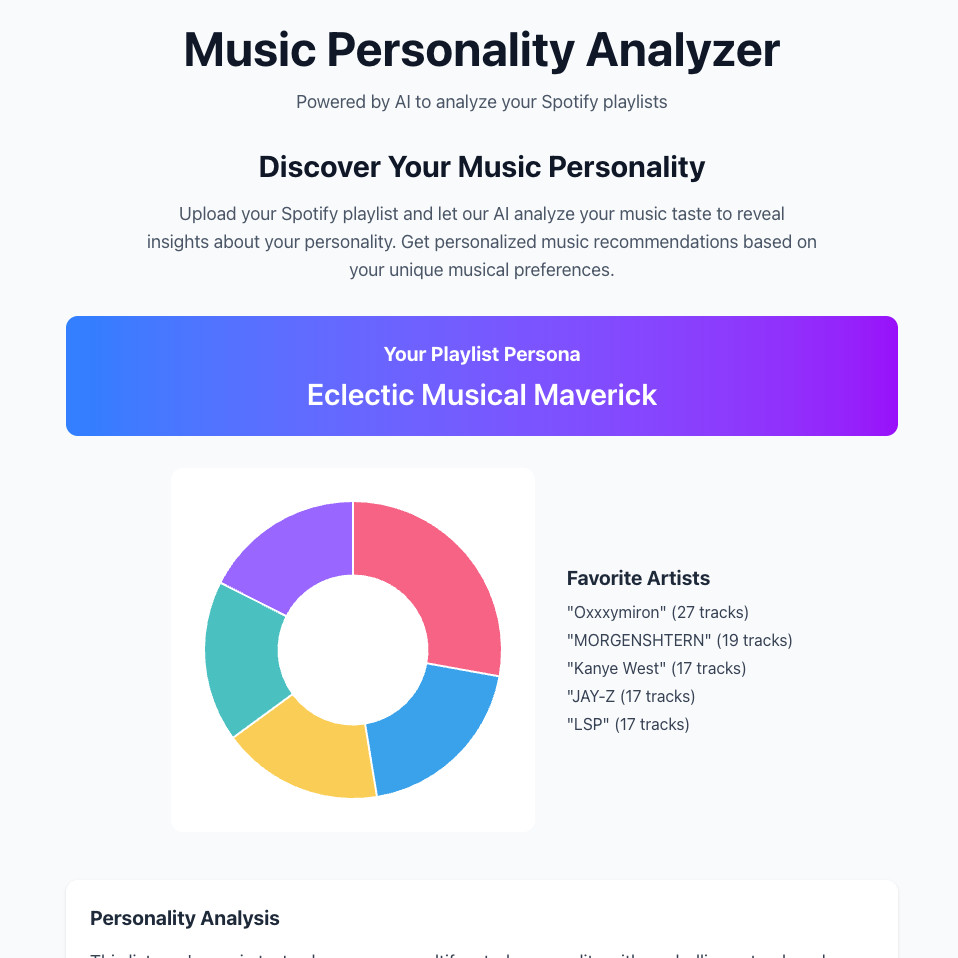 Music Personality Analyzer
Powered by AI to analyze your Spotify playlists
Discover Your Music Personality
Upload your Spotify playlist and let our AI analyze your music taste to reveal
insights about your personality. Get personalized music recommendations based on
your unique musical preferences.
Your Playlist Persona
Eclectic Musical Maverick
Favorite Artists
"Oxxxymiron" (27 tracks)
"MORGENSHTERN" (19 tracks)
"Kanye West" (17 tracks)
"JAY-Z (17 tracks)
"LSP" (17 tracks)
Personality Analysis